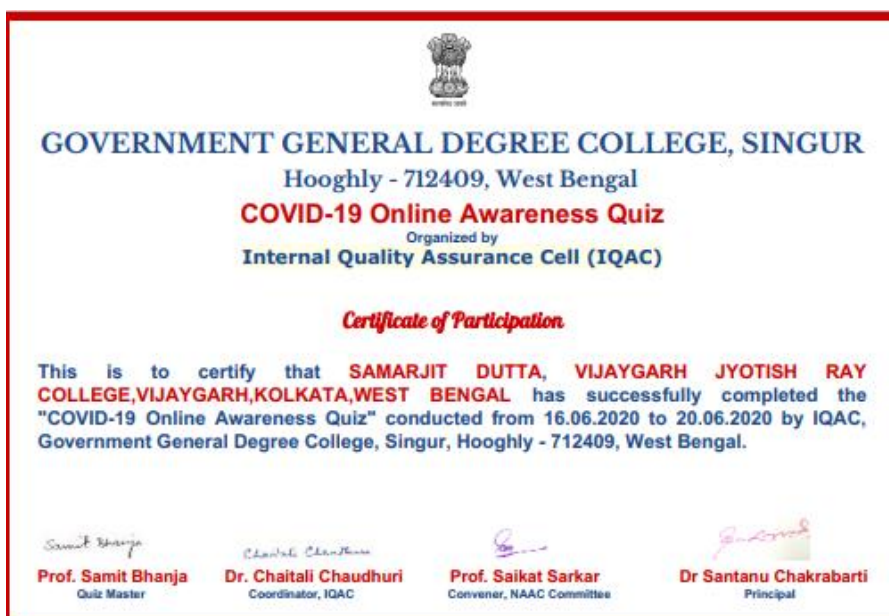 GOVERNMENT GENERAL DEGREE COLLEGE, SINGUR
Hooghly - 712409, West Bengal
COVID-19 Online Awareness Quiz
Organized by
Internal Quality Assurance Cell (IQAC)
Certificate of Participation
This is to certify that SAMARJIT DUTTA, VIJAYGARH JYOTISH RAY
COLLEGE,VIJAYGARH,KOLKATA,WEST BENGAL has successfully completed the
"COVID-19 Online Awareness Quiz" conducted from 16.06.2020 to 20.06.2020 by IQAC,
Government General Degree College, Singur, Hooghly - 712409, West Bengal.
Samit Bhanja
Chaitali Chaudhuri
Prof. Samit Bhanja
Quiz Master
Dr. Chaitali Chaudhuri
Coordinator, IQAC
Prof. Saikat Sarkar
Convener, NAAC Committee
Dr Santanu Chakrabarti
Principal